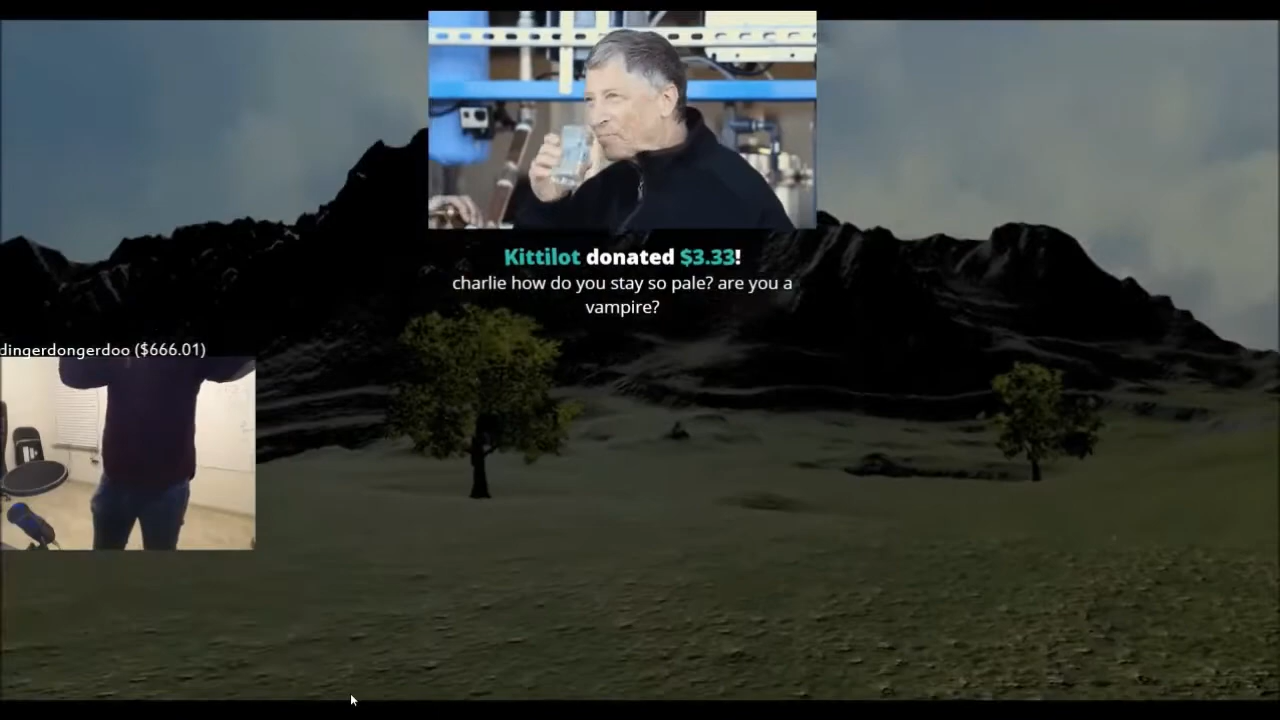 Kittilot donated $3.33!
charlie how do you stay so pale? are you a
vampire?
dingerdongerdoo ($666.01)